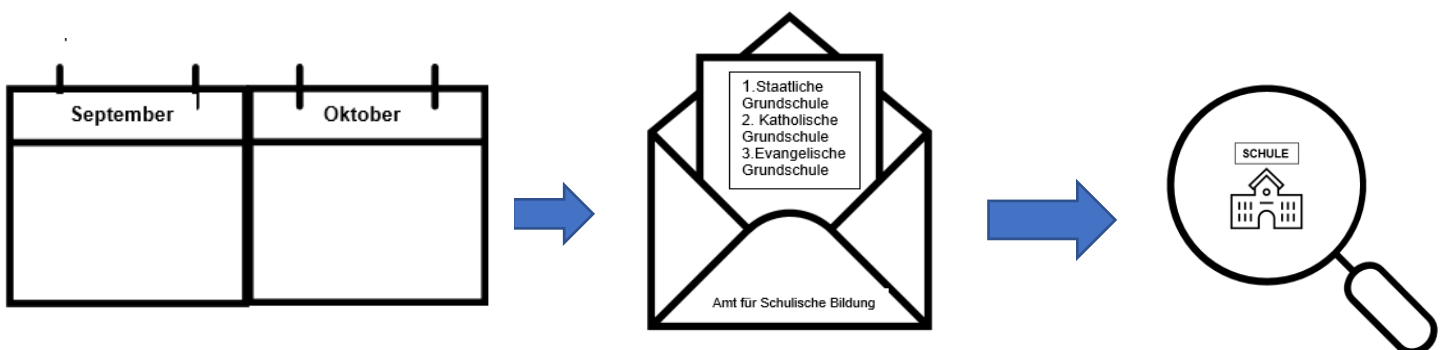 September
Oktober
1.Staatliche
Grundschule
2. Katholische
Grundschule
3.Evangelische
Grundschule
Amt für Schulische Bildung
SCHULE